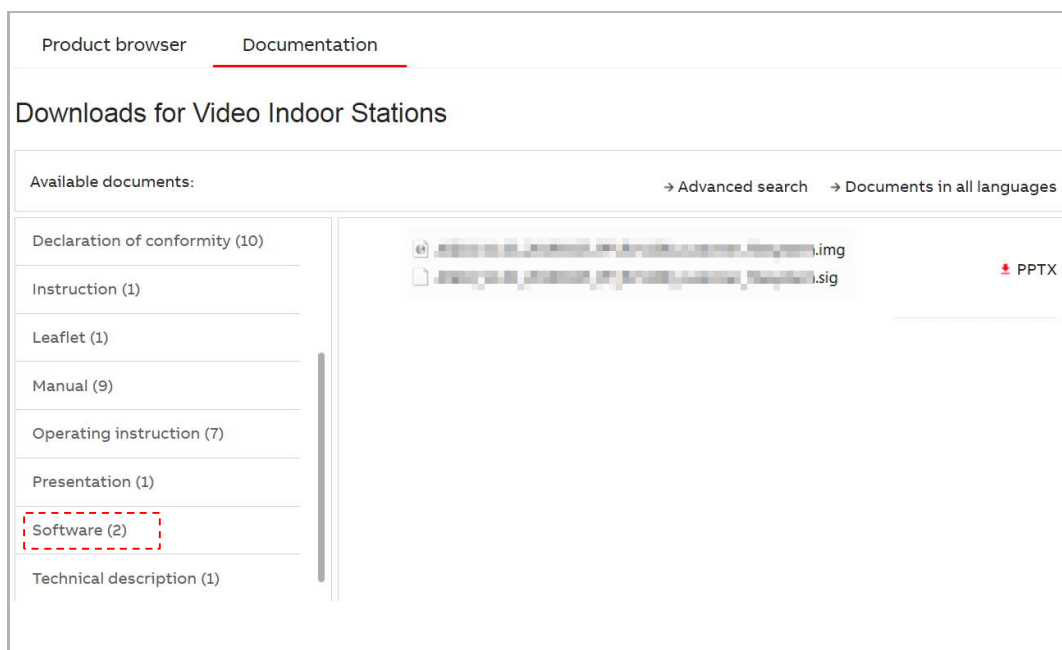 Product browser Documentation
Downloads for Video Indoor Stations
Available documents: → Advanced search → Documents in all languages
Declaration of conformity (10)
Instruction (1)
Leaflet (1)
Manual (9)
Operating instruction (7)
Presentation (1)
Software (2)
Technical description (1)
.img
.sig
PPTX